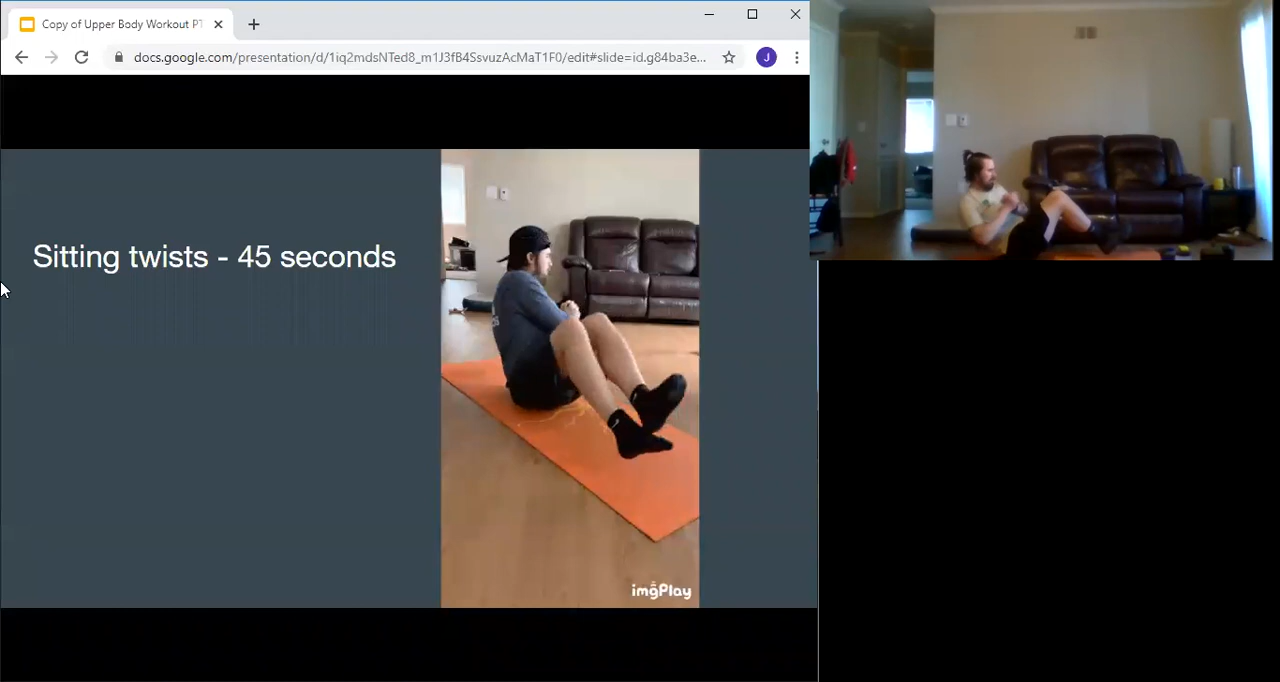 Copy of Upper Body Workout PT
docs.google.com/presentation/d/1iq2mdsNTed8_m1J3fB4SsvuzAcMaT1F0/edit#slide=id.g84ba3e...
J
Sitting twists - 45 seconds
imgPlay